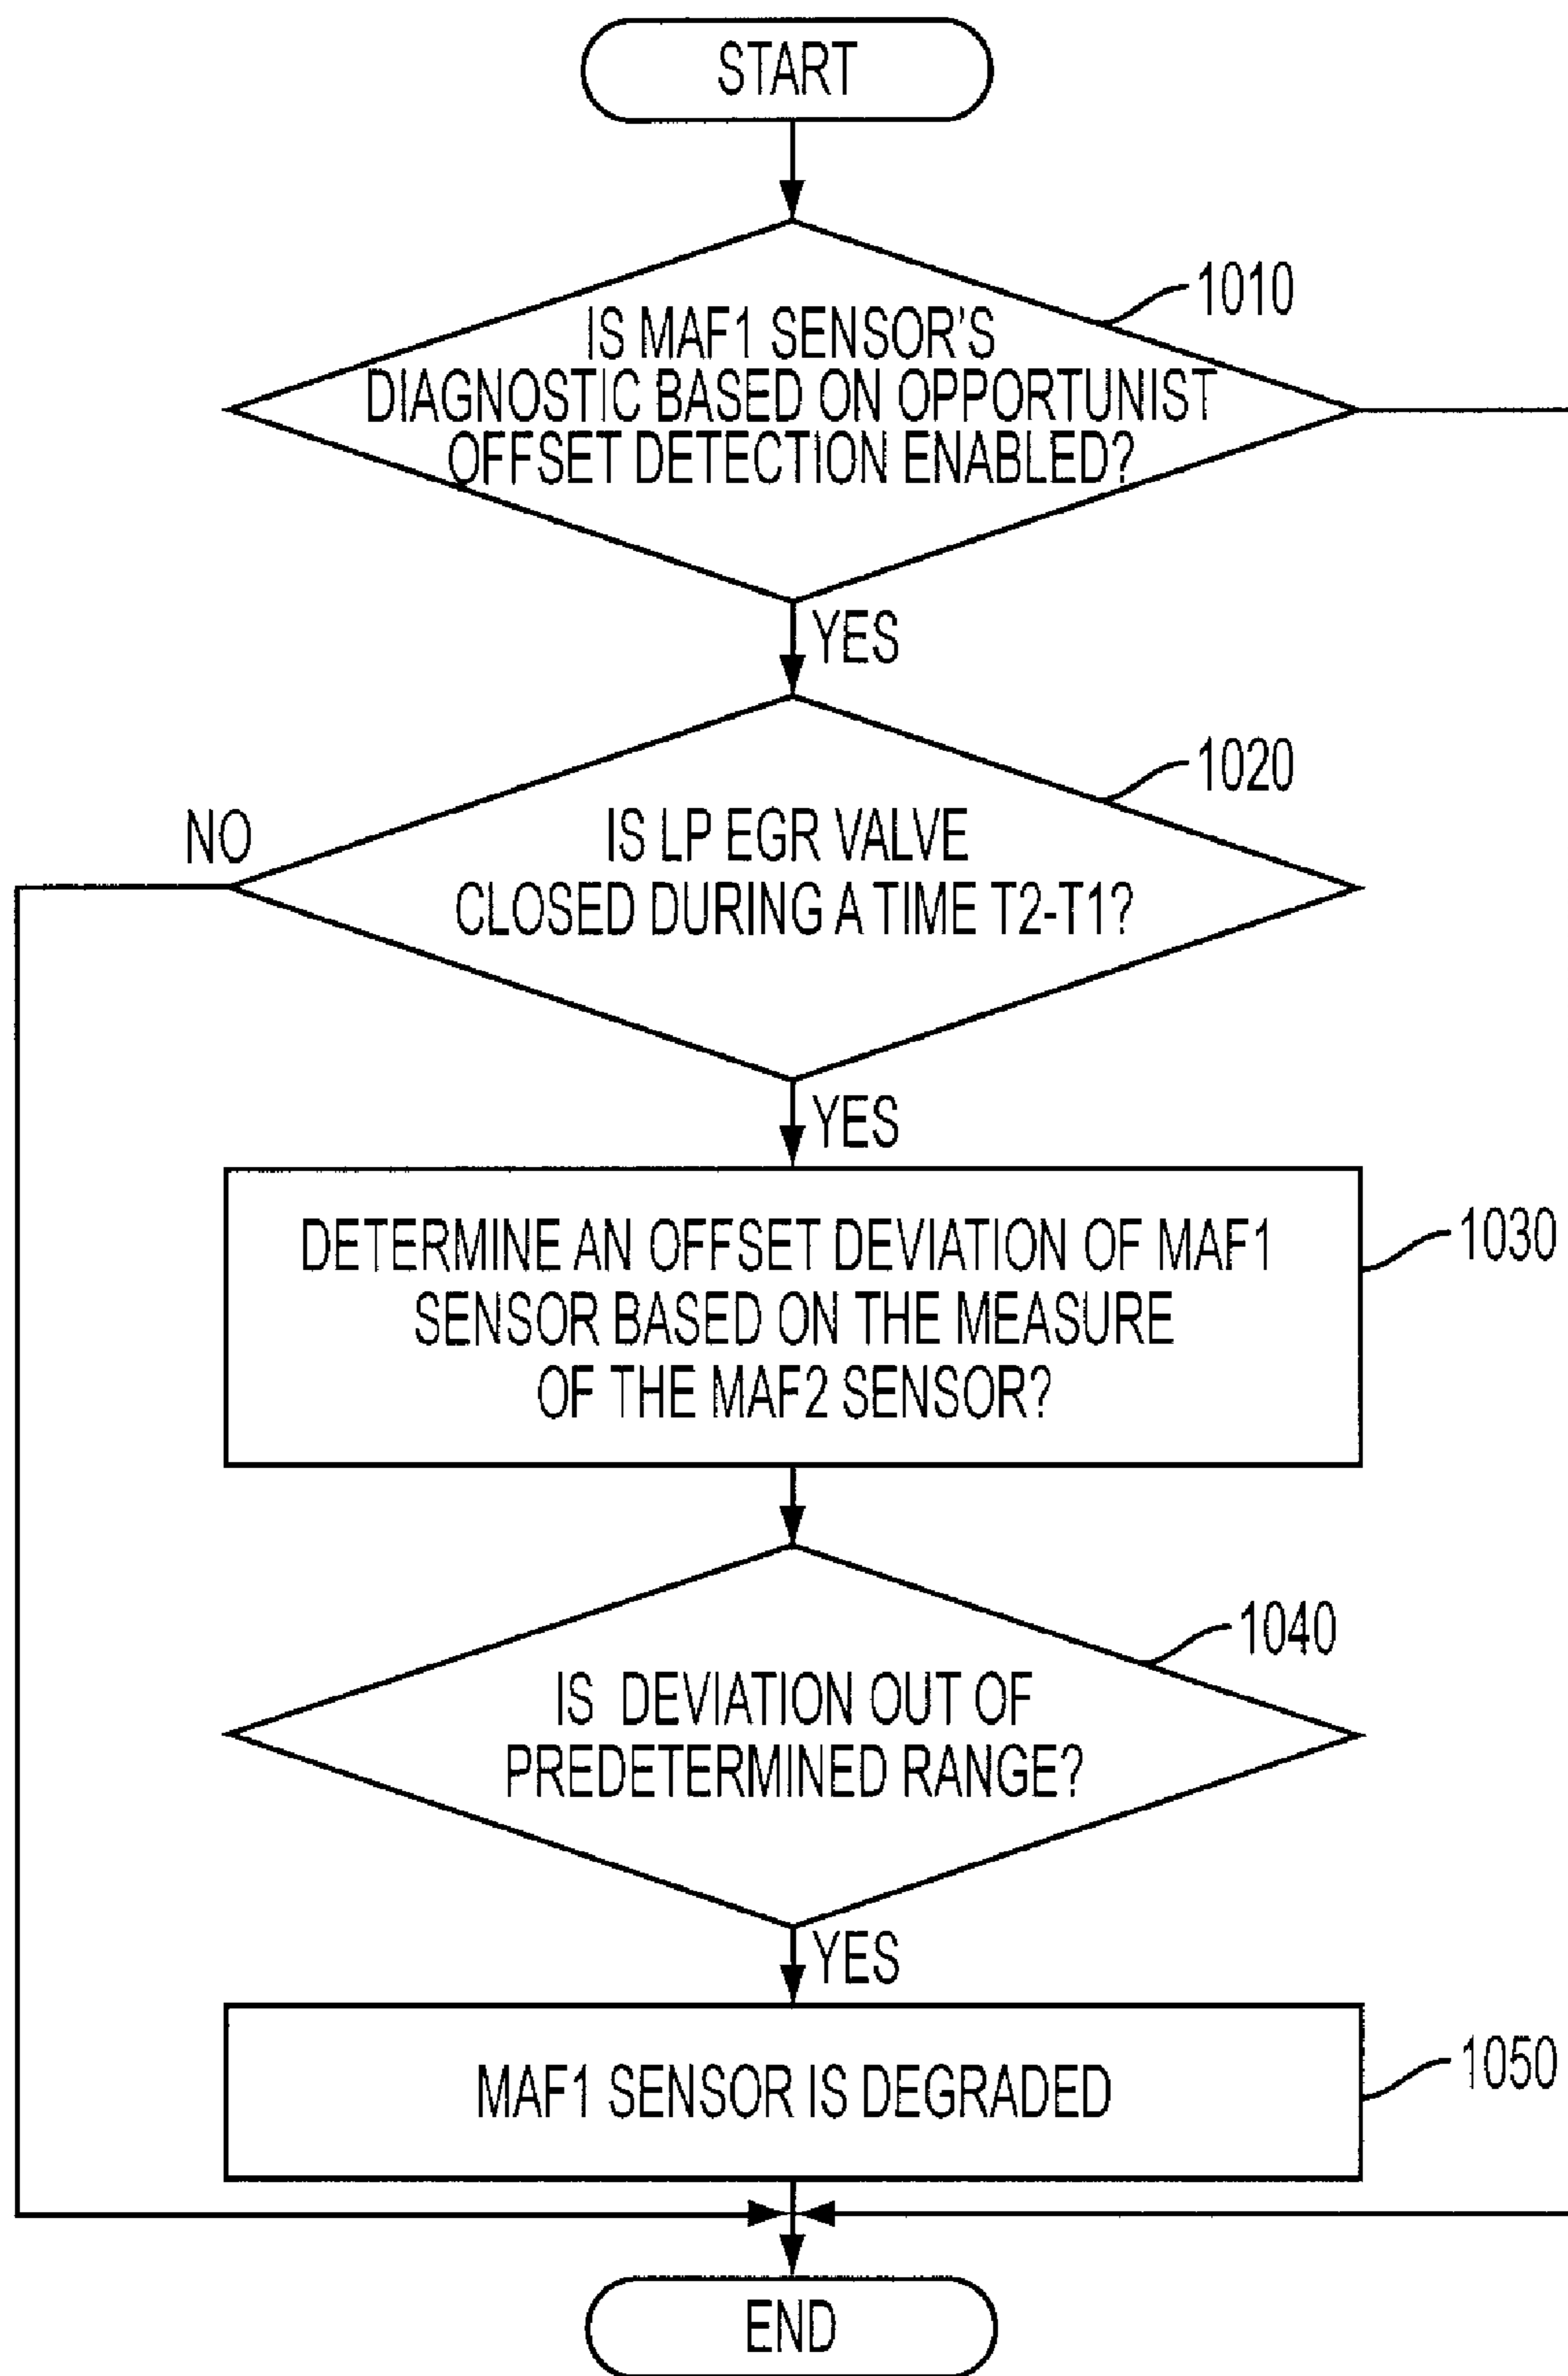 START
1010
IS MAF1 SENSOR'S
DIAGNOSTIC BASED ON OPPORTUNIST
OFFSET DETECTION ENABLED?
YES
1020
NO
IS LP EGR VALVE
CLOSED DURING A TIME T2-T1?
YES
1030
DETERMINE AN OFFSET DEVIATION OF MAF1
SENSOR BASED ON THE MEASURE
OF THE MAF2 SENSOR?
1040
IS DEVIATION OUT OF
PREDETERMINED RANGE?
YES
1050
MAF1 SENSOR IS DEGRADED
END